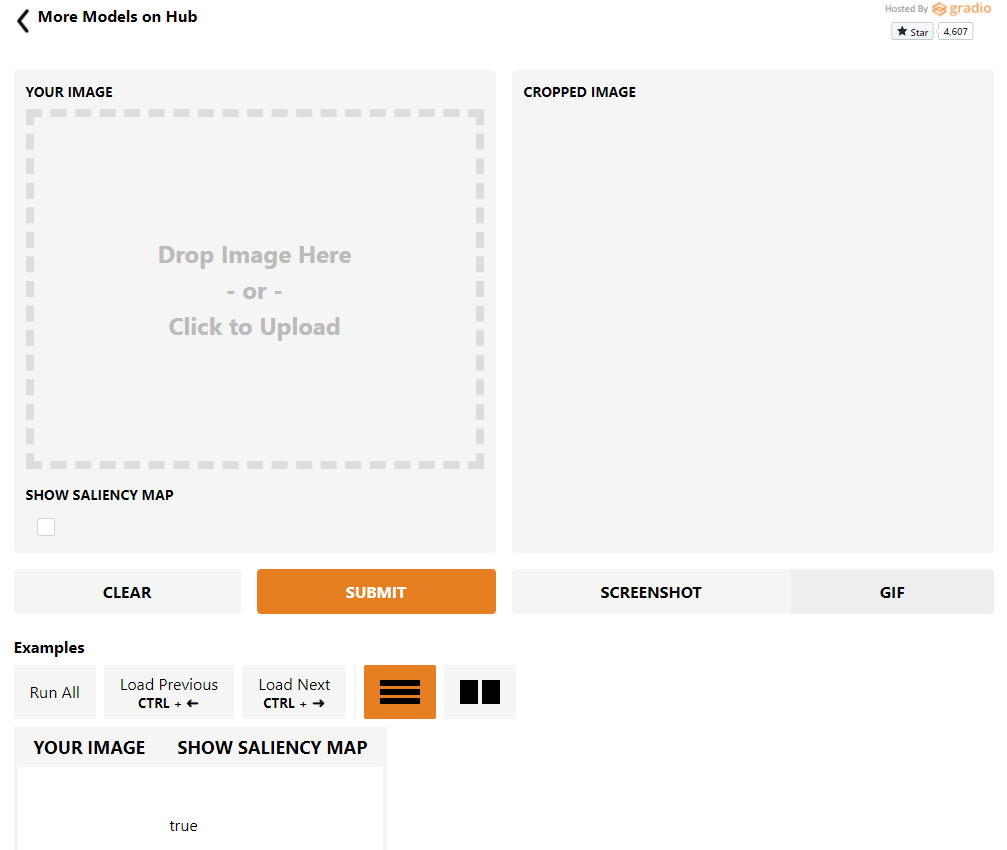 More Models on Hub
Hosted By gradio
Star 4,607
YOUR IMAGE
Drop Image Here
- or -
Click to Upload
SHOW SALIENCY MAP
CROPPED IMAGE
CLEAR
SUBMIT
SCREENSHOT
GIF
Examples
Run All
Load Previous
CTRL + ←
Load Next
CTRL + →
YOUR IMAGE SHOW SALIENCY MAP
true